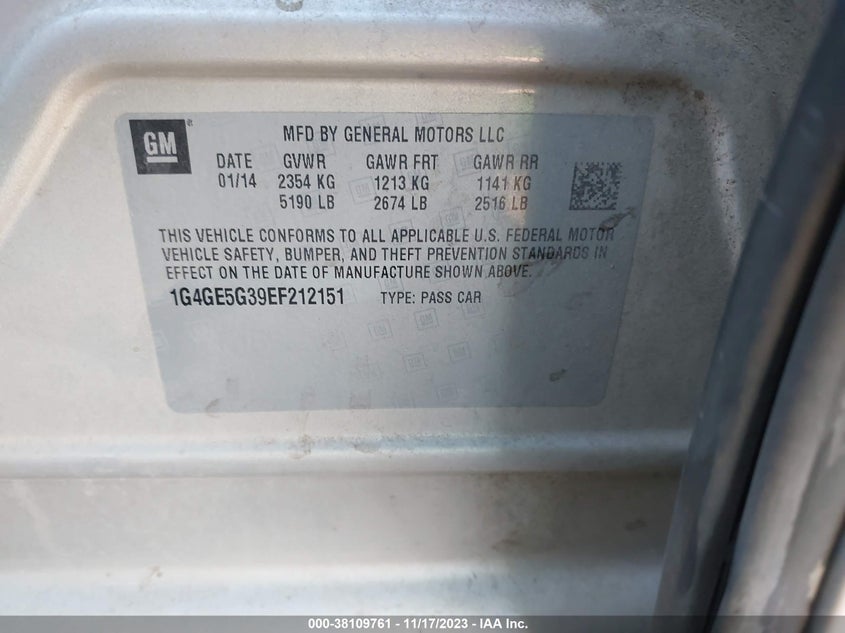 GM
MFD BY GENERAL MOTORS LLC
DATE GVWR GAWR FRT GAWR RR
01/14 2354 KG 1213 KG 1141 KG
5190 LB 2674 LB 2516 LB
THIS VEHICLE CONFORMS TO ALL APPLICABLE U.S. FEDERAL MOTOR
VEHICLE SAFETY, BUMPER, AND THEFT PREVENTION STANDARDS IN
EFFECT ON THE DATE OF MANUFACTURE SHOWN ABOVE.
1G4GE5G39EF212151 TYPE: PASS CAR
000-38109761 - 11/17/2023 - IAA Inc.